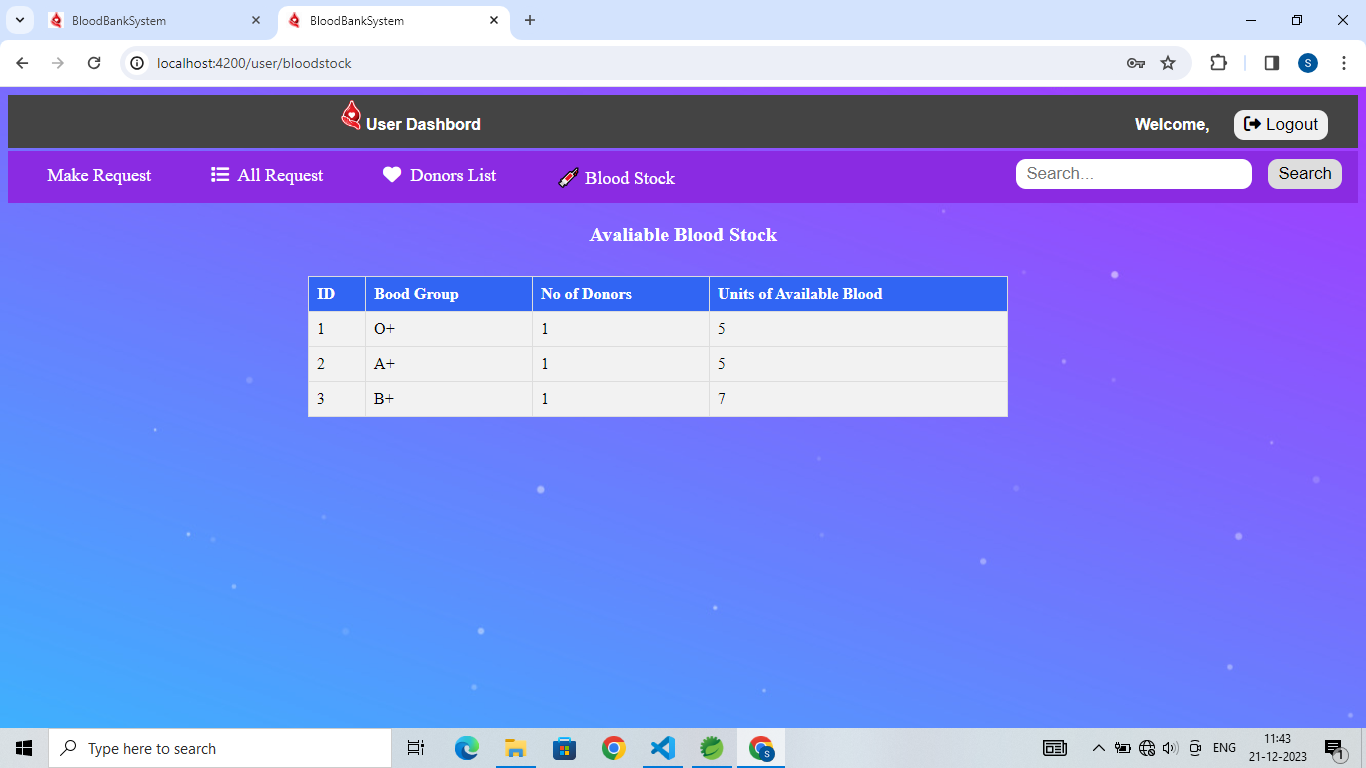 BloodBankSystem
BloodBankSystem
localhost:4200/user/bloodstock
S
User Dashbord
Welcome,
Logout
Make Request
All Request
Donors List
Blood Stock
Search...
Search
Avaliable Blood Stock
ID Bood Group No of Donors Units of Available Blood
1 O+ 1 5
2 A+ 1 5
3 B+ 1 7
Type here to search
S
ENG
11:43
21-12-2023
1